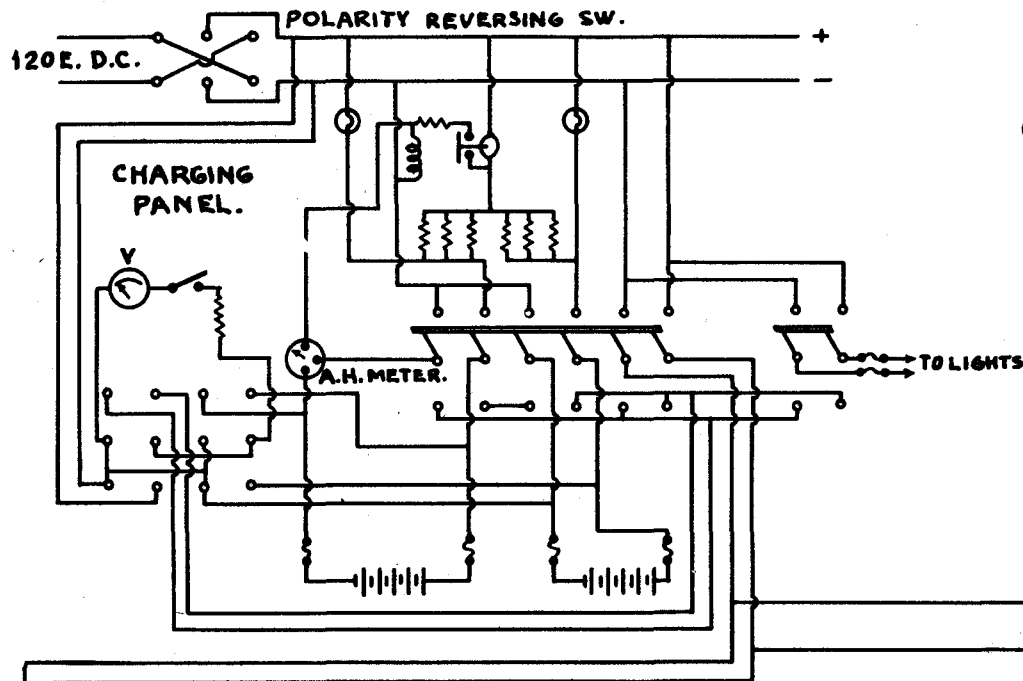 POLARITY REVERSING SW.
+
120E. D.C.
−
CHARGING
PANEL.
V
A.H. METER.
TO LIGHTS